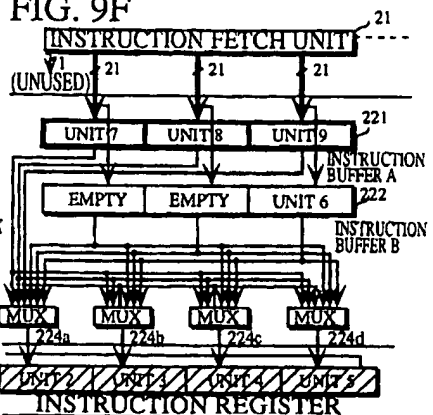 FIG. 9F
21
INSTRUCTION FETCH UNIT
1
21 21 21
(UNUSED)
221
UNIT 7 UNIT 8 UNIT 9
INSTRUCTION
BUFFER A
222
EMPTY EMPTY UNIT 6
INSTRUCTION
BUFFER B
MUX MUX MUX MUX
224a 224b 224c 224d
UNIT 2 UNIT 3 UNIT 4 UNIT 5
INSTRUCTION REGISTER